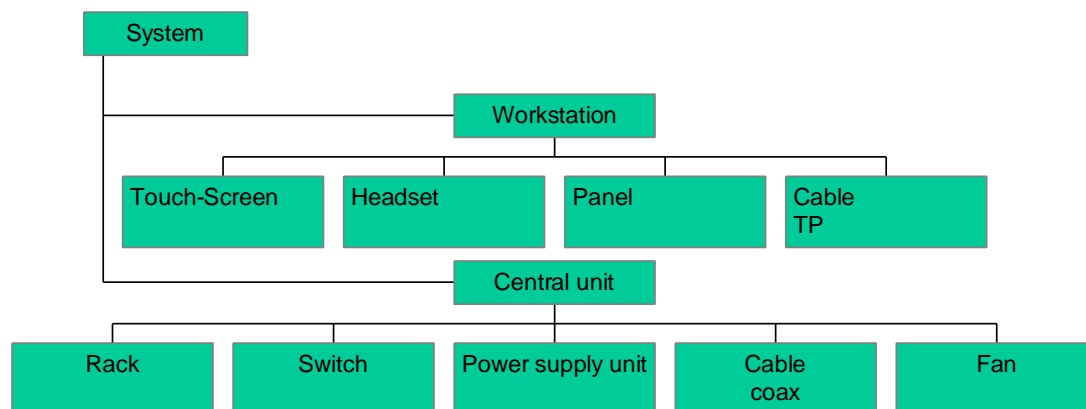 System
Workstation
Touch-Screen
Headset
Panel
Cable
TP
Central unit
Rack
Switch
Power supply unit
Cable
coax
Fan